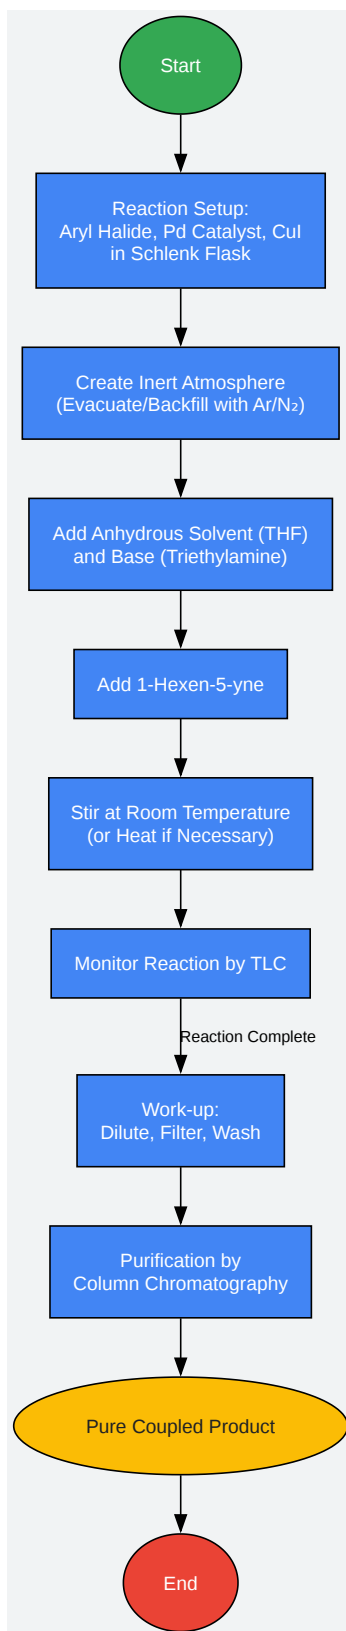 Start
Reaction Setup:
Aryl Halide, Pd Catalyst, CuI
in Schlenk Flask
Create Inert Atmosphere
(Evacuate/Backfill with Ar/N₂)
Add Anhydrous Solvent (THF)
and Base (Triethylamine)
Add 1-Hexen-5-yne
Stir at Room Temperature
(or Heat if Necessary)
Monitor Reaction by TLC
Reaction Complete
Work-up:
Dilute, Filter, Wash
Purification by
Column Chromatography
Pure Coupled Product
End